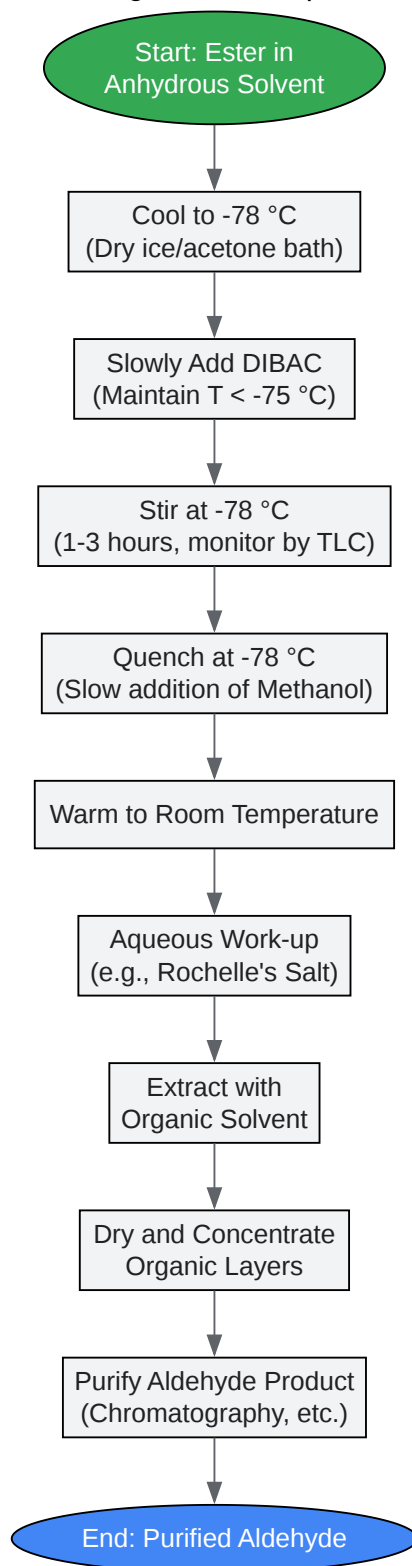 Start: Ester in
Anhydrous Solvent
Cool to -78 °C
(Dry ice/acetone bath)
Slowly Add DIBAC
(Maintain T < -75 °C)
Stir at -78 °C
(1-3 hours, monitor by TLC)
Quench at -78 °C
(Slow addition of Methanol)
Warm to Room Temperature
Aqueous Work-up
(e.g., Rochelle's Salt)
Extract with
Organic Solvent
Dry and Concentrate
Organic Layers
Purify Aldehyde Product
(Chromatography, etc.)
End: Purified Aldehyde